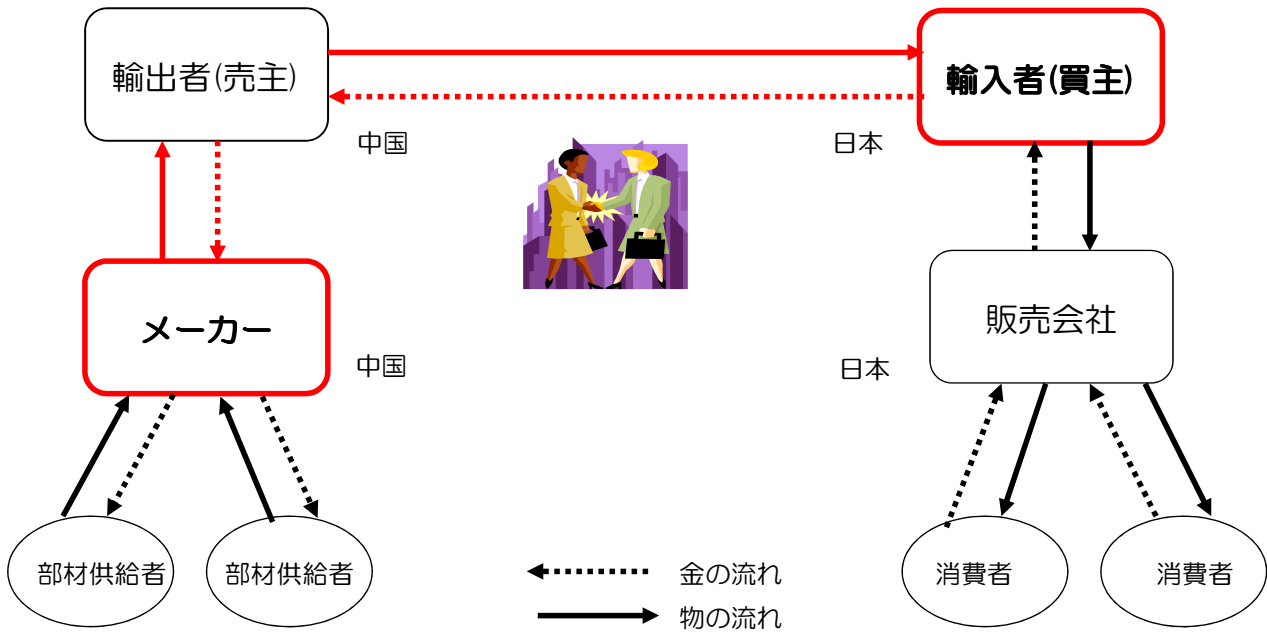 輸出者(売主)
輸入者(買主)
中国
日本
メーカー
販売会社
中国
日本
部材供給者
部材供給者
消費者
消費者
金の流れ
物の流れ